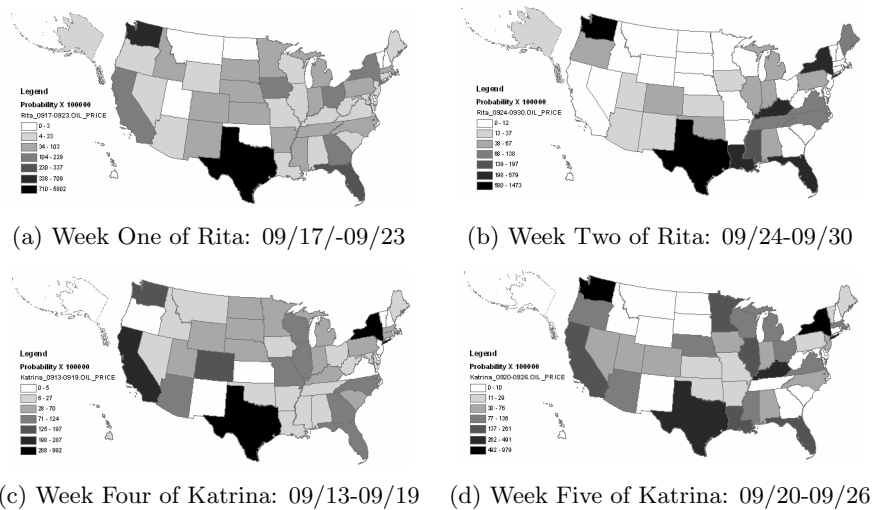 Legend
Probability X 100000
Rita_0917-0923.OIL_PRICE
0 - 3
4 - 33
34 - 103
104 - 229
230 - 337
338 - 709
710 - 5802
(a) Week One of Rita: 09/17/-09/23
Legend
Probability X 100000
Rita_0924-0930.OIL_PRICE
0 - 12
13 - 37
38 - 67
68 - 138
139 - 197
198 - 579
580 - 1473
(b) Week Two of Rita: 09/24-09/30
Legend
Probability X 100000
Katrina_0913-0919.OIL_PRICE
0 - 5
6 - 27
28 - 70
71 - 124
125 - 197
198 - 287
288 - 992
(c) Week Four of Katrina: 09/13-09/19
Legend
Probability X 100000
Katrina_0920-0926.OIL_PRICE
0 - 10
11 - 29
30 - 76
77 - 136
137 - 261
262 - 491
492 - 979
(d) Week Five of Katrina: 09/20-09/26